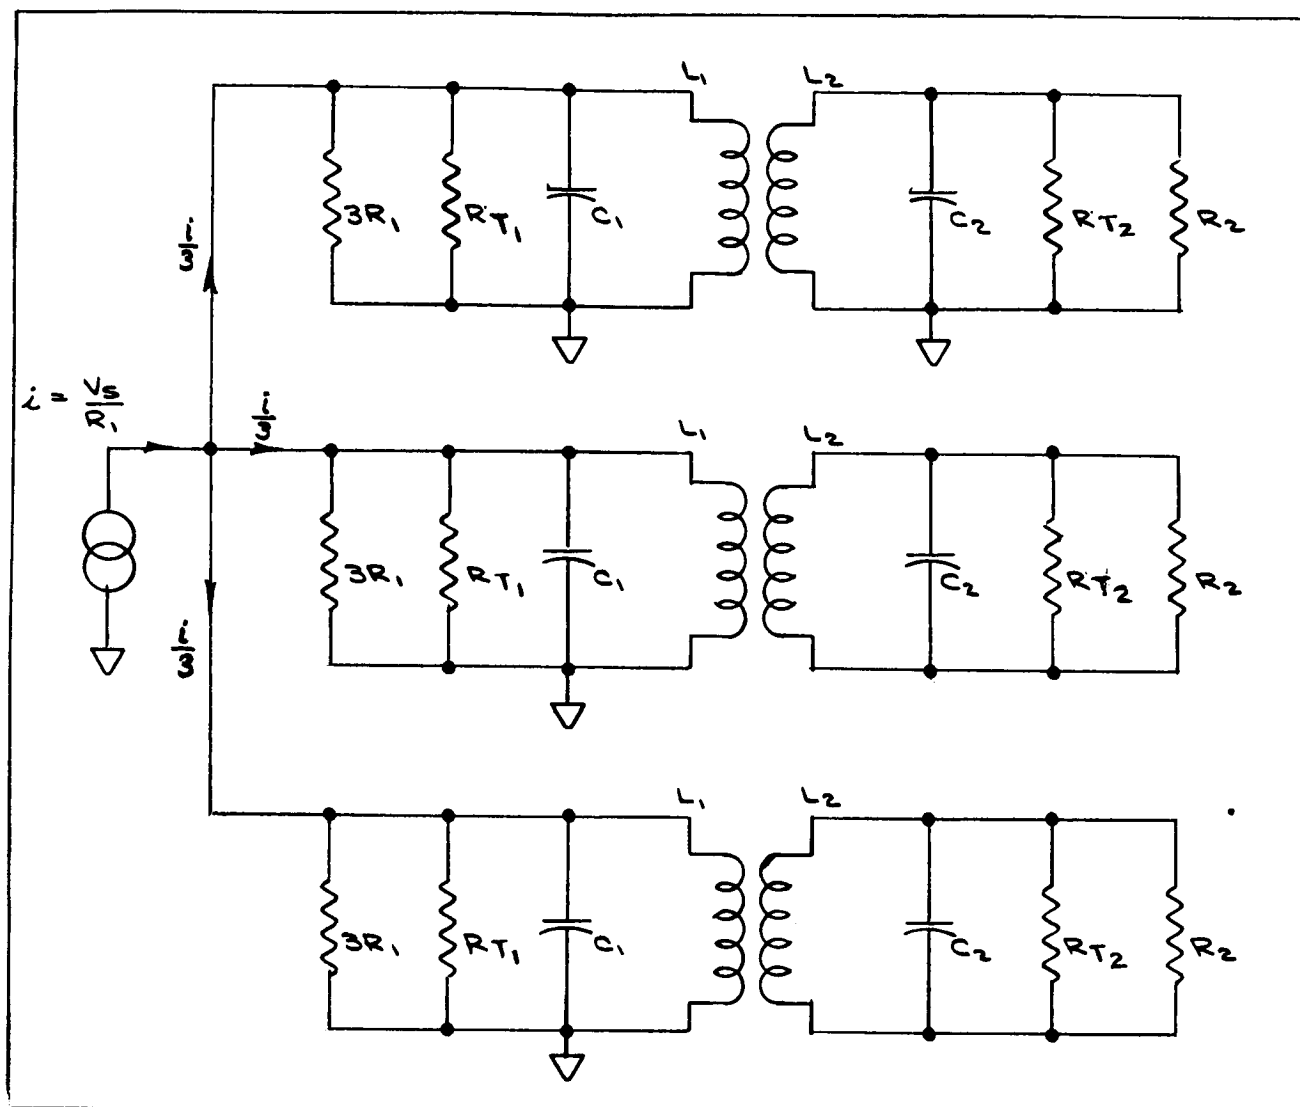 L₁ L₂
3R₁ RT₁ C₁ C₂ RT₂ R₂
i/3
i = Vs/R₁
i/3
L₁ L₂
3R₁ RT₁ C₁ C₂ RT₂ R₂
i/3
L₁ L₂
3R₁ RT₁ C₁ C₂ RT₂ R₂